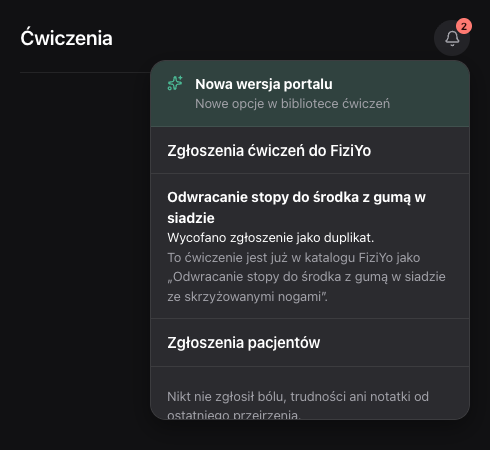 Ćwiczenia
2
Nowa wersja portalu
Nowe opcje w bibliotece ćwiczeń
Zgłoszenia ćwiczeń do FiziYo
Odwracanie stopy do środka z gumą w
siadzie
Wycofano zgłoszenie jako duplikat.
To ćwiczenie jest już w katalogu FiziYo jako
„Odwracanie stopy do środka z gumą w siadzie
ze skrzyżowanymi nogami”.
Zgłoszenia pacjentów
Nikt nie zgłosił bólu, trudności ani notatki od
ostatniego przejrzenia.